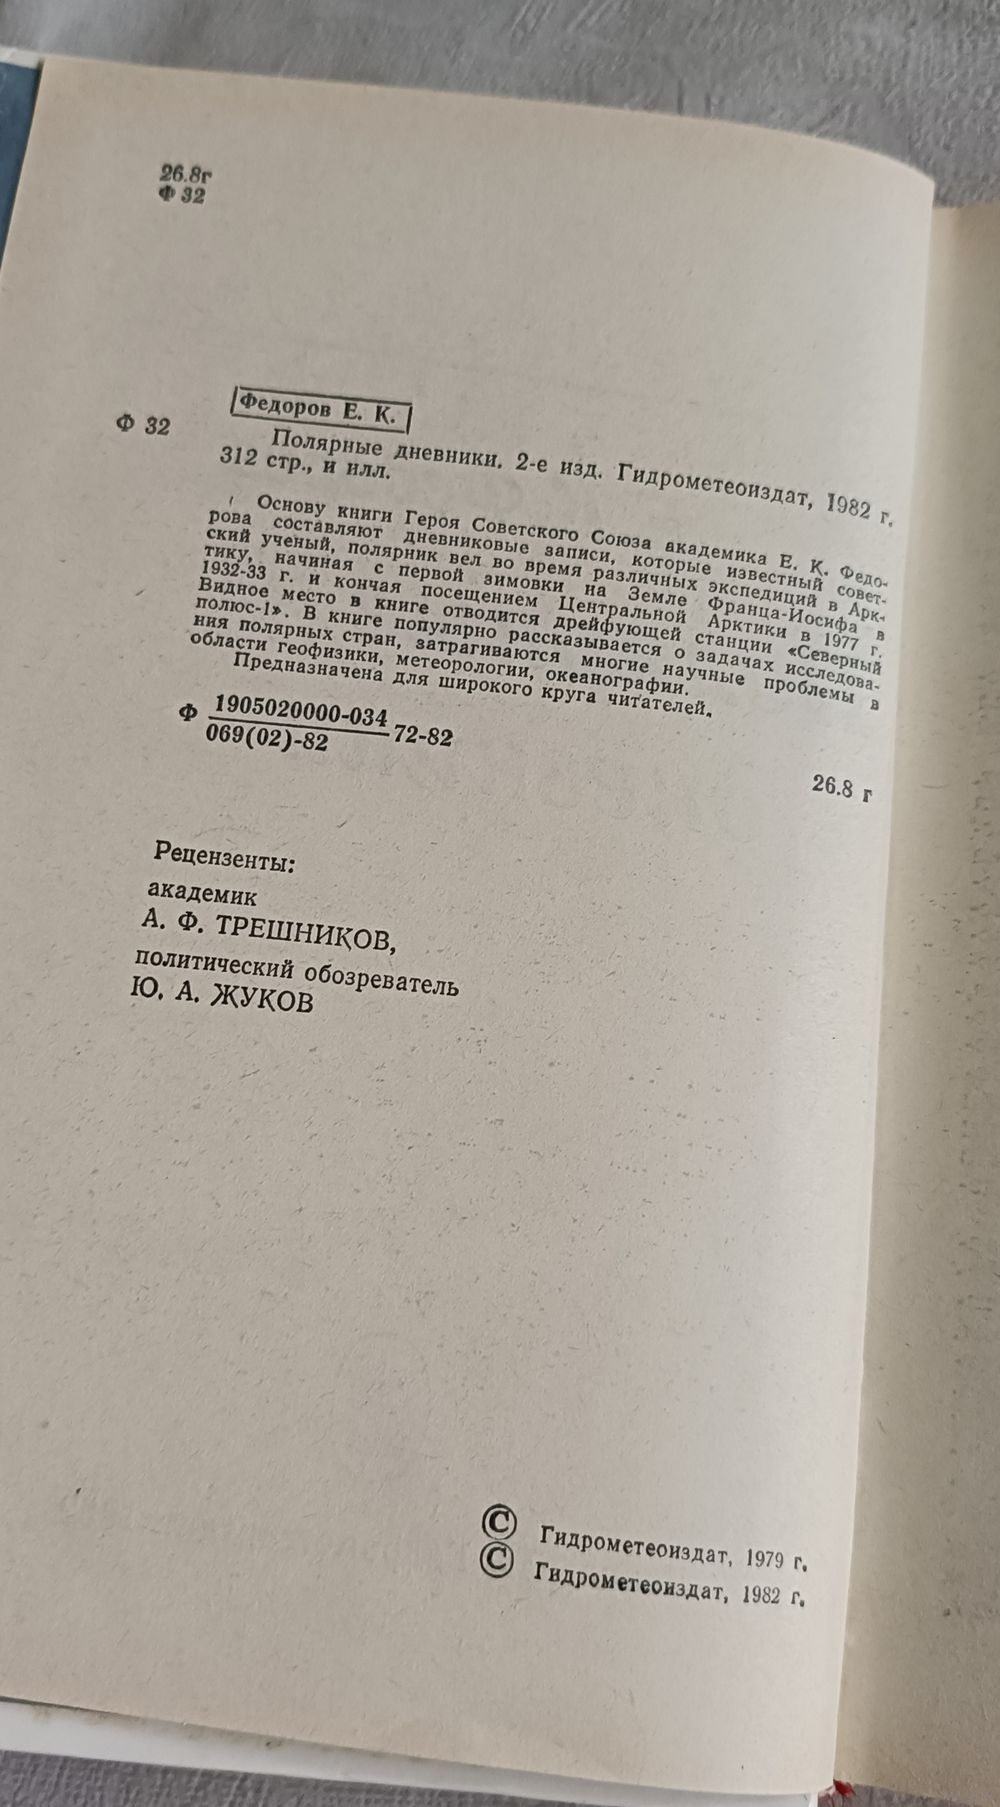 26.8г
Ф 32
Федоров Е. К.
Ф 32
Полярные дневники. 2-е изд. Гидрометеоиздат, 1982 г.
312 стр., и илл.
Основу книги Героя Советского Союза академика Е. К. Федо-
рова составляют дневниковые записи, которые известный совет-
ский ученый, полярник вел во время различных экспедиций в Арк-
тику, начиная с первой зимовки на Земле Франца-Иосифа в
1932-33 г. и кончая посещением Центральной Арктики в 1977 г.
Видное место в книге отводится дрейфующей станции «Северный
полюс-1». В книге популярно рассказывается о задачах исследова-
ния полярных стран, затрагиваются многие научные проблемы в
области геофизики, метеорологии, океанографии.
Предназначена для широкого круга читателей.
Ф 1905020000-034
069(02)-82 72-82
26.8 г
Рецензенты:
академик
А. Ф. ТРЕШНИКОВ,
политический обозреватель
Ю. А. ЖУКОВ
© Гидрометеоиздат, 1979 г.
© Гидрометеоиздат, 1982 г.